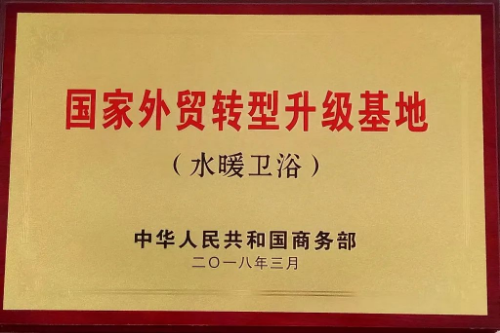 国家外贸转型升级基地
（水暖卫浴）
中华人民共和国商务部
二〇一八年三月